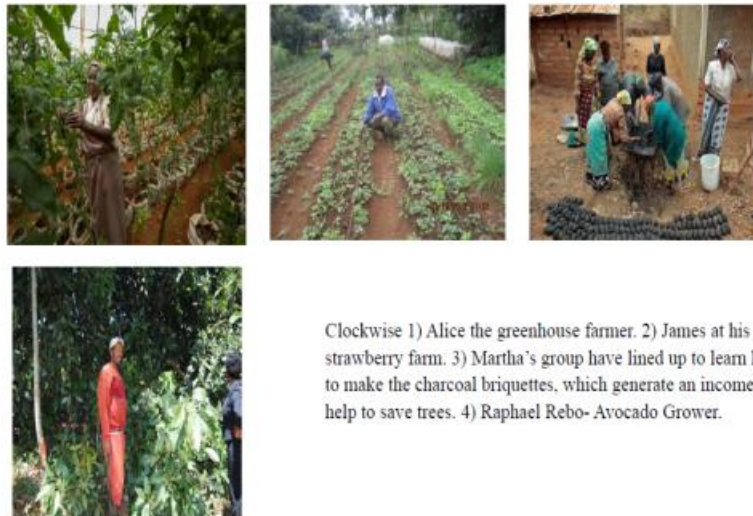 Clockwise 1) Alice the greenhouse farmer. 2) James at his
strawberry farm. 3) Martha's group have lined up to learn
to make the charcoal briquettes, which generate an income
help to save trees. 4) Raphael Rebo- Avocado Grower.